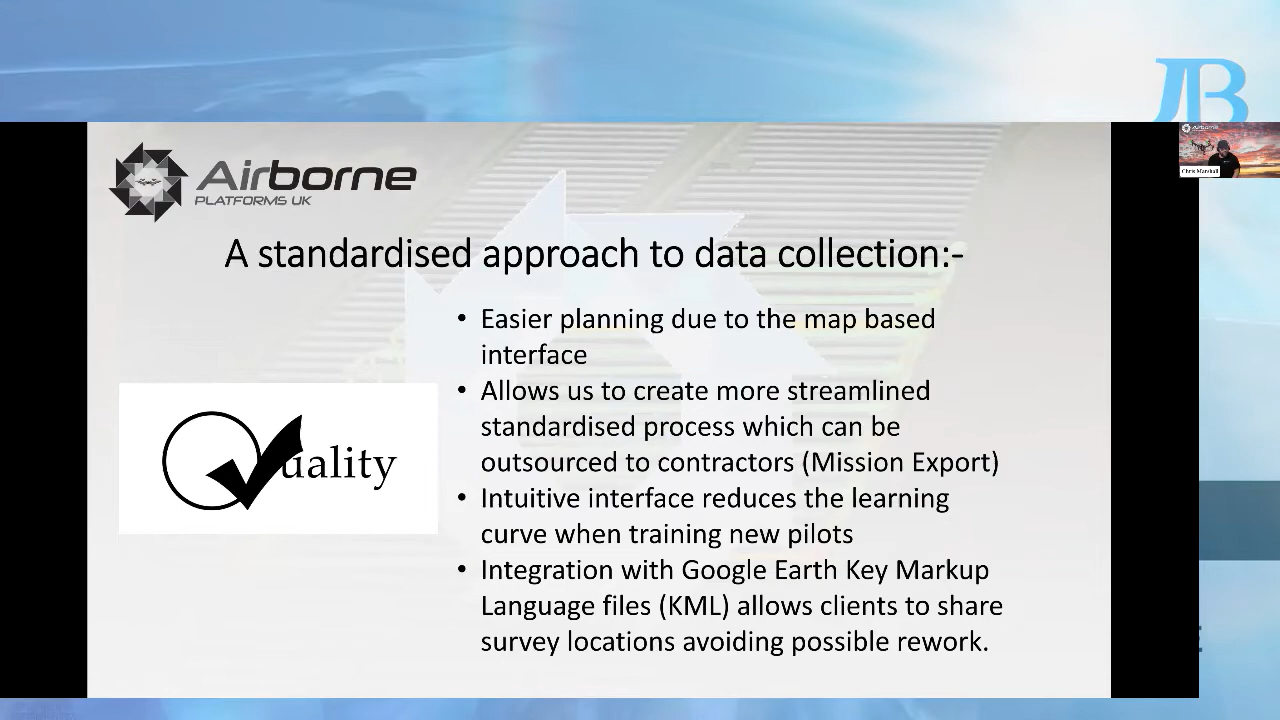 JB
Airborne
Chris Marshall
Airborne
PLATFORMS UK
A standardised approach to data collection:-
• Easier planning due to the map based
interface
• Allows us to create more streamlined
standardised process which can be
outsourced to contractors (Mission Export)
Quality
• Intuitive interface reduces the learning
curve when training new pilots
• Integration with Google Earth Key Markup
Language files (KML) allows clients to share
survey locations avoiding possible rework.